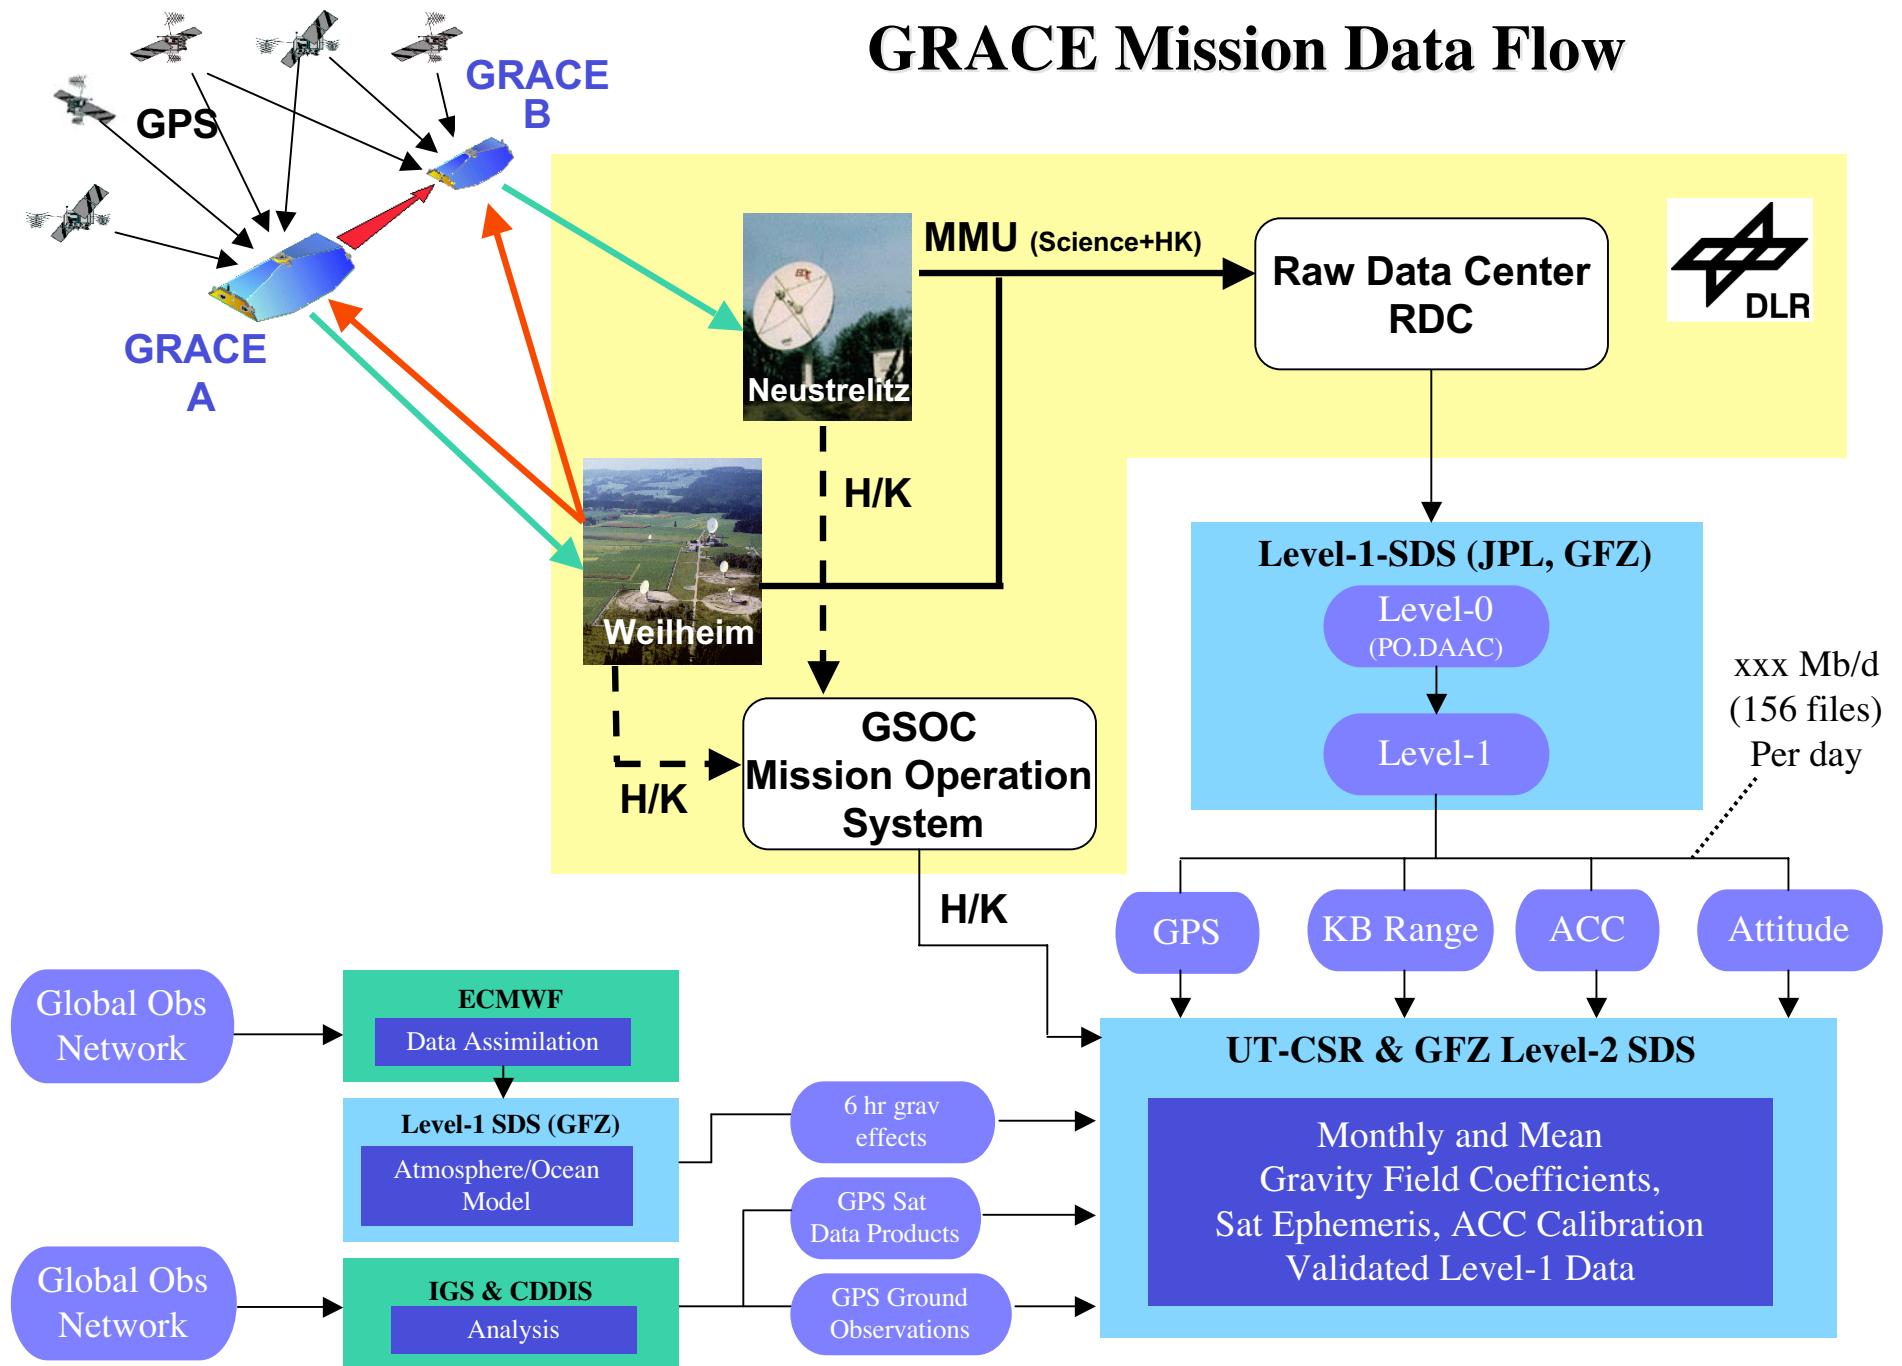 GRACE Mission Data Flow
GRACE
B
GPS
GRACE
A
MMU (Science+HK)
Raw Data Center
RDC
DLR
Neustrelitz
H/K
Weilheim
H/K
GSOC
Mission Operation
System
H/K
Level-1-SDS (JPL, GFZ)
Level-0
(PO.DAAC)
Level-1
xxx Mb/d
(156 files)
Per day
GPS
KB Range
ACC
Attitude
Global Obs
Network
ECMWF
Data Assimilation
Level-1 SDS (GFZ)
Atmosphere/Ocean
Model
6 hr grav
effects
GPS Sat
Data Products
Global Obs
Network
IGS & CDDIS
Analysis
GPS Ground
Observations
UT-CSR & GFZ Level-2 SDS
Monthly and Mean
Gravity Field Coefficients,
Sat Ephemeris, ACC Calibration
Validated Level-1 Data